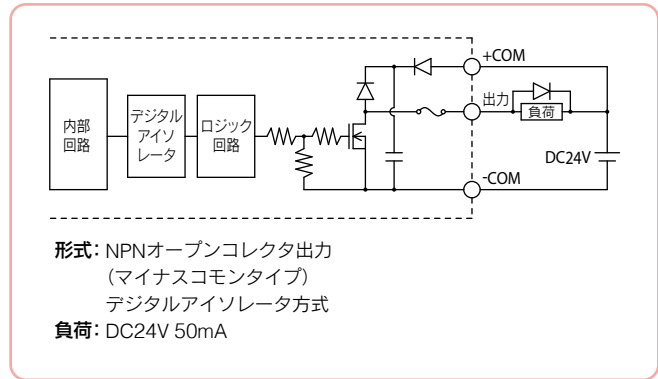 +COM
内部
回路
デジタル
アイソ
レータ
ロジック
回路
出力
負荷
DC24V
-COM
形式：NPNオープンコレクタ出力
（マイナスコモンタイプ）
デジタルアイソレータ方式
負荷：DC24V 50mA